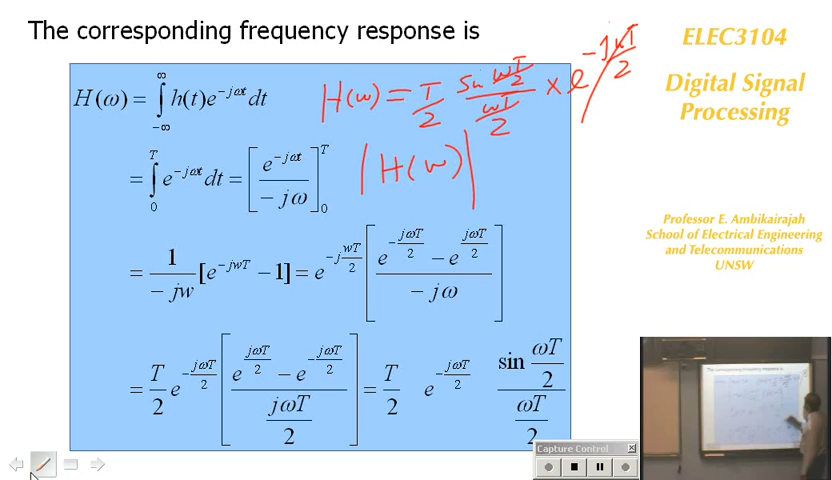 The corresponding frequency response is
H(ω) = ∫_{-∞}^{∞} h(t)e^{-jωt} dt
H(w) = T/2 sin(wT/2)/(wT/2) × e^{-jwT/2}
= ∫_0^T e^{-jωt} dt = [e^{-jωt}/(-jω)]_0^T
|H(w)|
= 1/(-jw) [e^{-jwT} - 1] = e^{-j wT/2} [(e^{-jωT/2} - e^{jωT/2})/(-jω)]
= T/2 e^{-jωT/2} [(e^{jωT/2} - e^{-jωT/2})/(jωT/2)] = T/2 e^{-jωT/2} sin(ωT/2)/(ωT/2)
ELEC3104
Digital Signal
Processing
Professor E. Ambikairajah
School of Electrical Engineering
and Telecommunications
UNSW
Capture Control